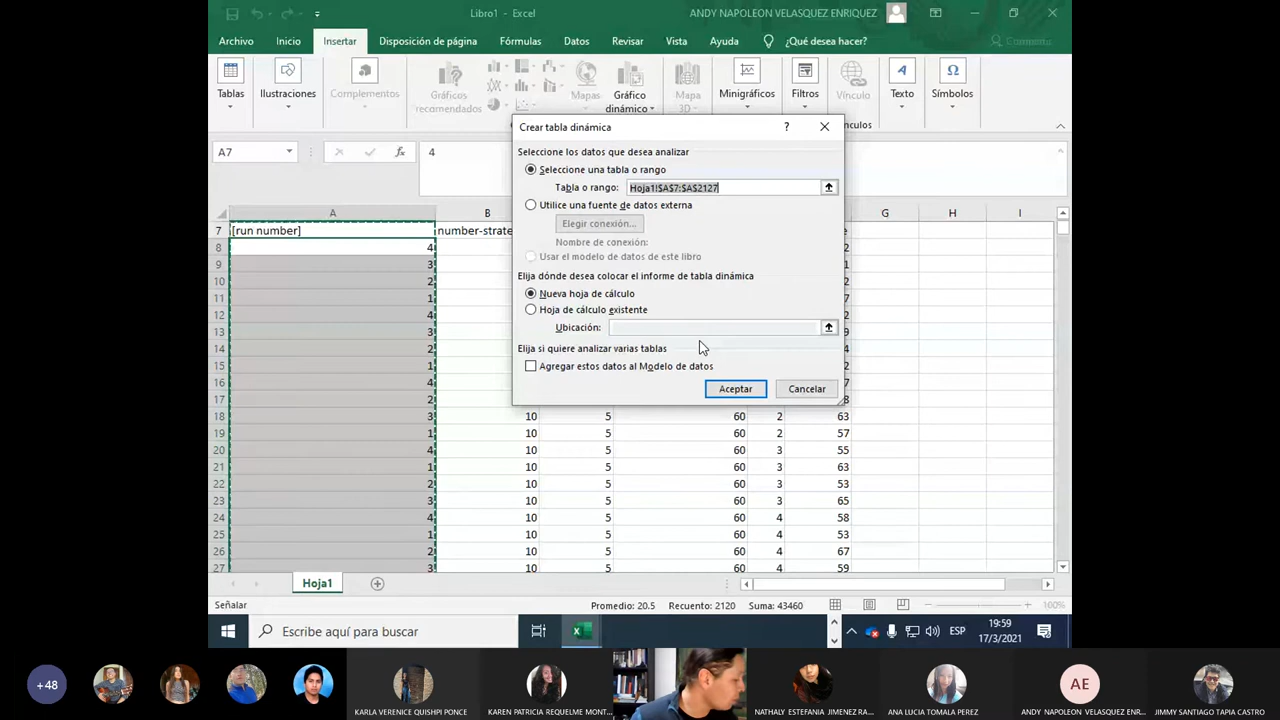 Libro1 - Excel
ANDY NAPOLEON VELASQUEZ ENRIQUEZ
Archivo Inicio Insertar Disposición de página Fórmulas Datos Revisar Vista Ayuda ¿Qué desea hacer? Compartir
Tablas Ilustraciones Complementos Gráficos recomendados Mapas Gráfico dinámico Mapa 3D Minigráficos Filtros Vínculo Texto Símbolos
nculos
A7 fx 4
Crear tabla dinámica ?
Seleccione los datos que desea analizar
Seleccione una tabla o rango
Tabla o rango: Hoja1!$A$7:$A$2127
Utilice una fuente de datos externa
Elegir conexión...
Nombre de conexión:
Usar el modelo de datos de este libro
Elija dónde desea colocar el informe de tabla dinámica
Nueva hoja de cálculo
Hoja de cálculo existente
Ubicación:
Elija si quiere analizar varias tablas
Agregar estos datos al Modelo de datos
Aceptar Cancelar
A B G H I
7 [run number] number-strate
8 4 2
9 3 1
10 2
11 1 7
12 4
13 3
14 2 4
15 1
16 4 7
17 2 8
18 3 10 5 60 2 63
19 1 10 5 60 2 57
20 4 10 5 60 3 55
21 1 10 5 60 3 63
22 2 10 5 60 3 53
23 3 10 5 60 3 65
24 4 10 5 60 4 58
25 1 10 5 60 4 53
26 2 10 5 60 4 67
27 3 10 5 60 4 59
Hoja1
Señalar Promedio: 20.5 Recuento: 2120 Suma: 43460 100%
Escribe aquí para buscar
ESP
19:59
17/3/2021
+48
KARLA VERENICE QUISHPI PONCE
KAREN PATRICIA REQUELME MONT...
NATHALY ESTEFANIA JIMENEZ RA...
ANA LUCIA TOMALA PEREZ
AE
ANDY NAPOLEON VELASQUEZ ENRIQUEZ
JIMMY SANTIAGO TAPIA CASTRO